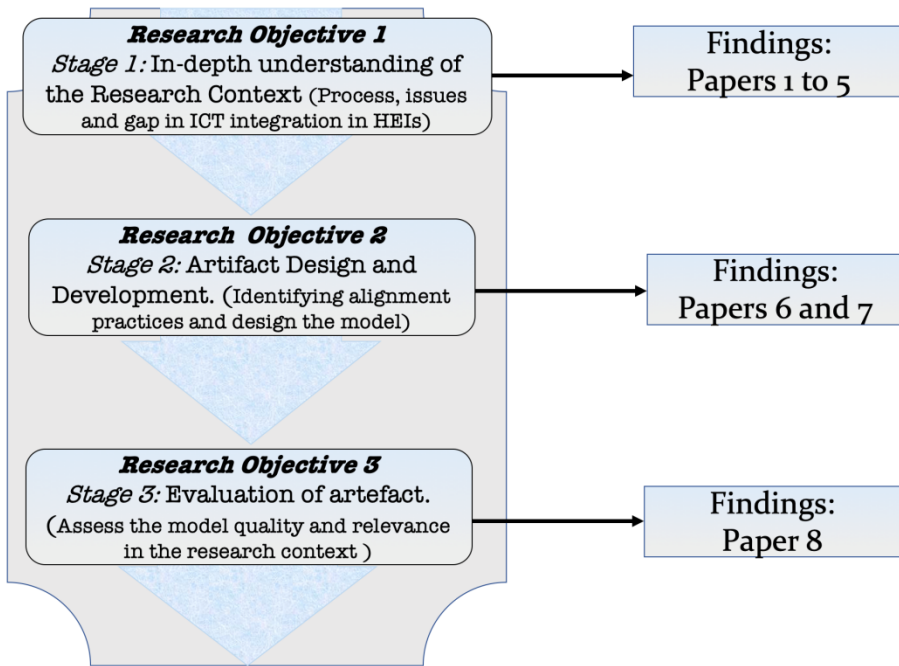 Research Objective 1
Stage 1: In-depth understanding of
the Research Context (Process, issues
and gap in ICT integration in HEIs)
Findings:
Papers 1 to 5
Research Objective 2
Stage 2: Artifact Design and
Development. (Identifying alignment
practices and design the model)
Findings:
Papers 6 and 7
Research Objective 3
Stage 3: Evaluation of artefact.
(Assess the model quality and relevance
in the research context )
Findings:
Paper 8